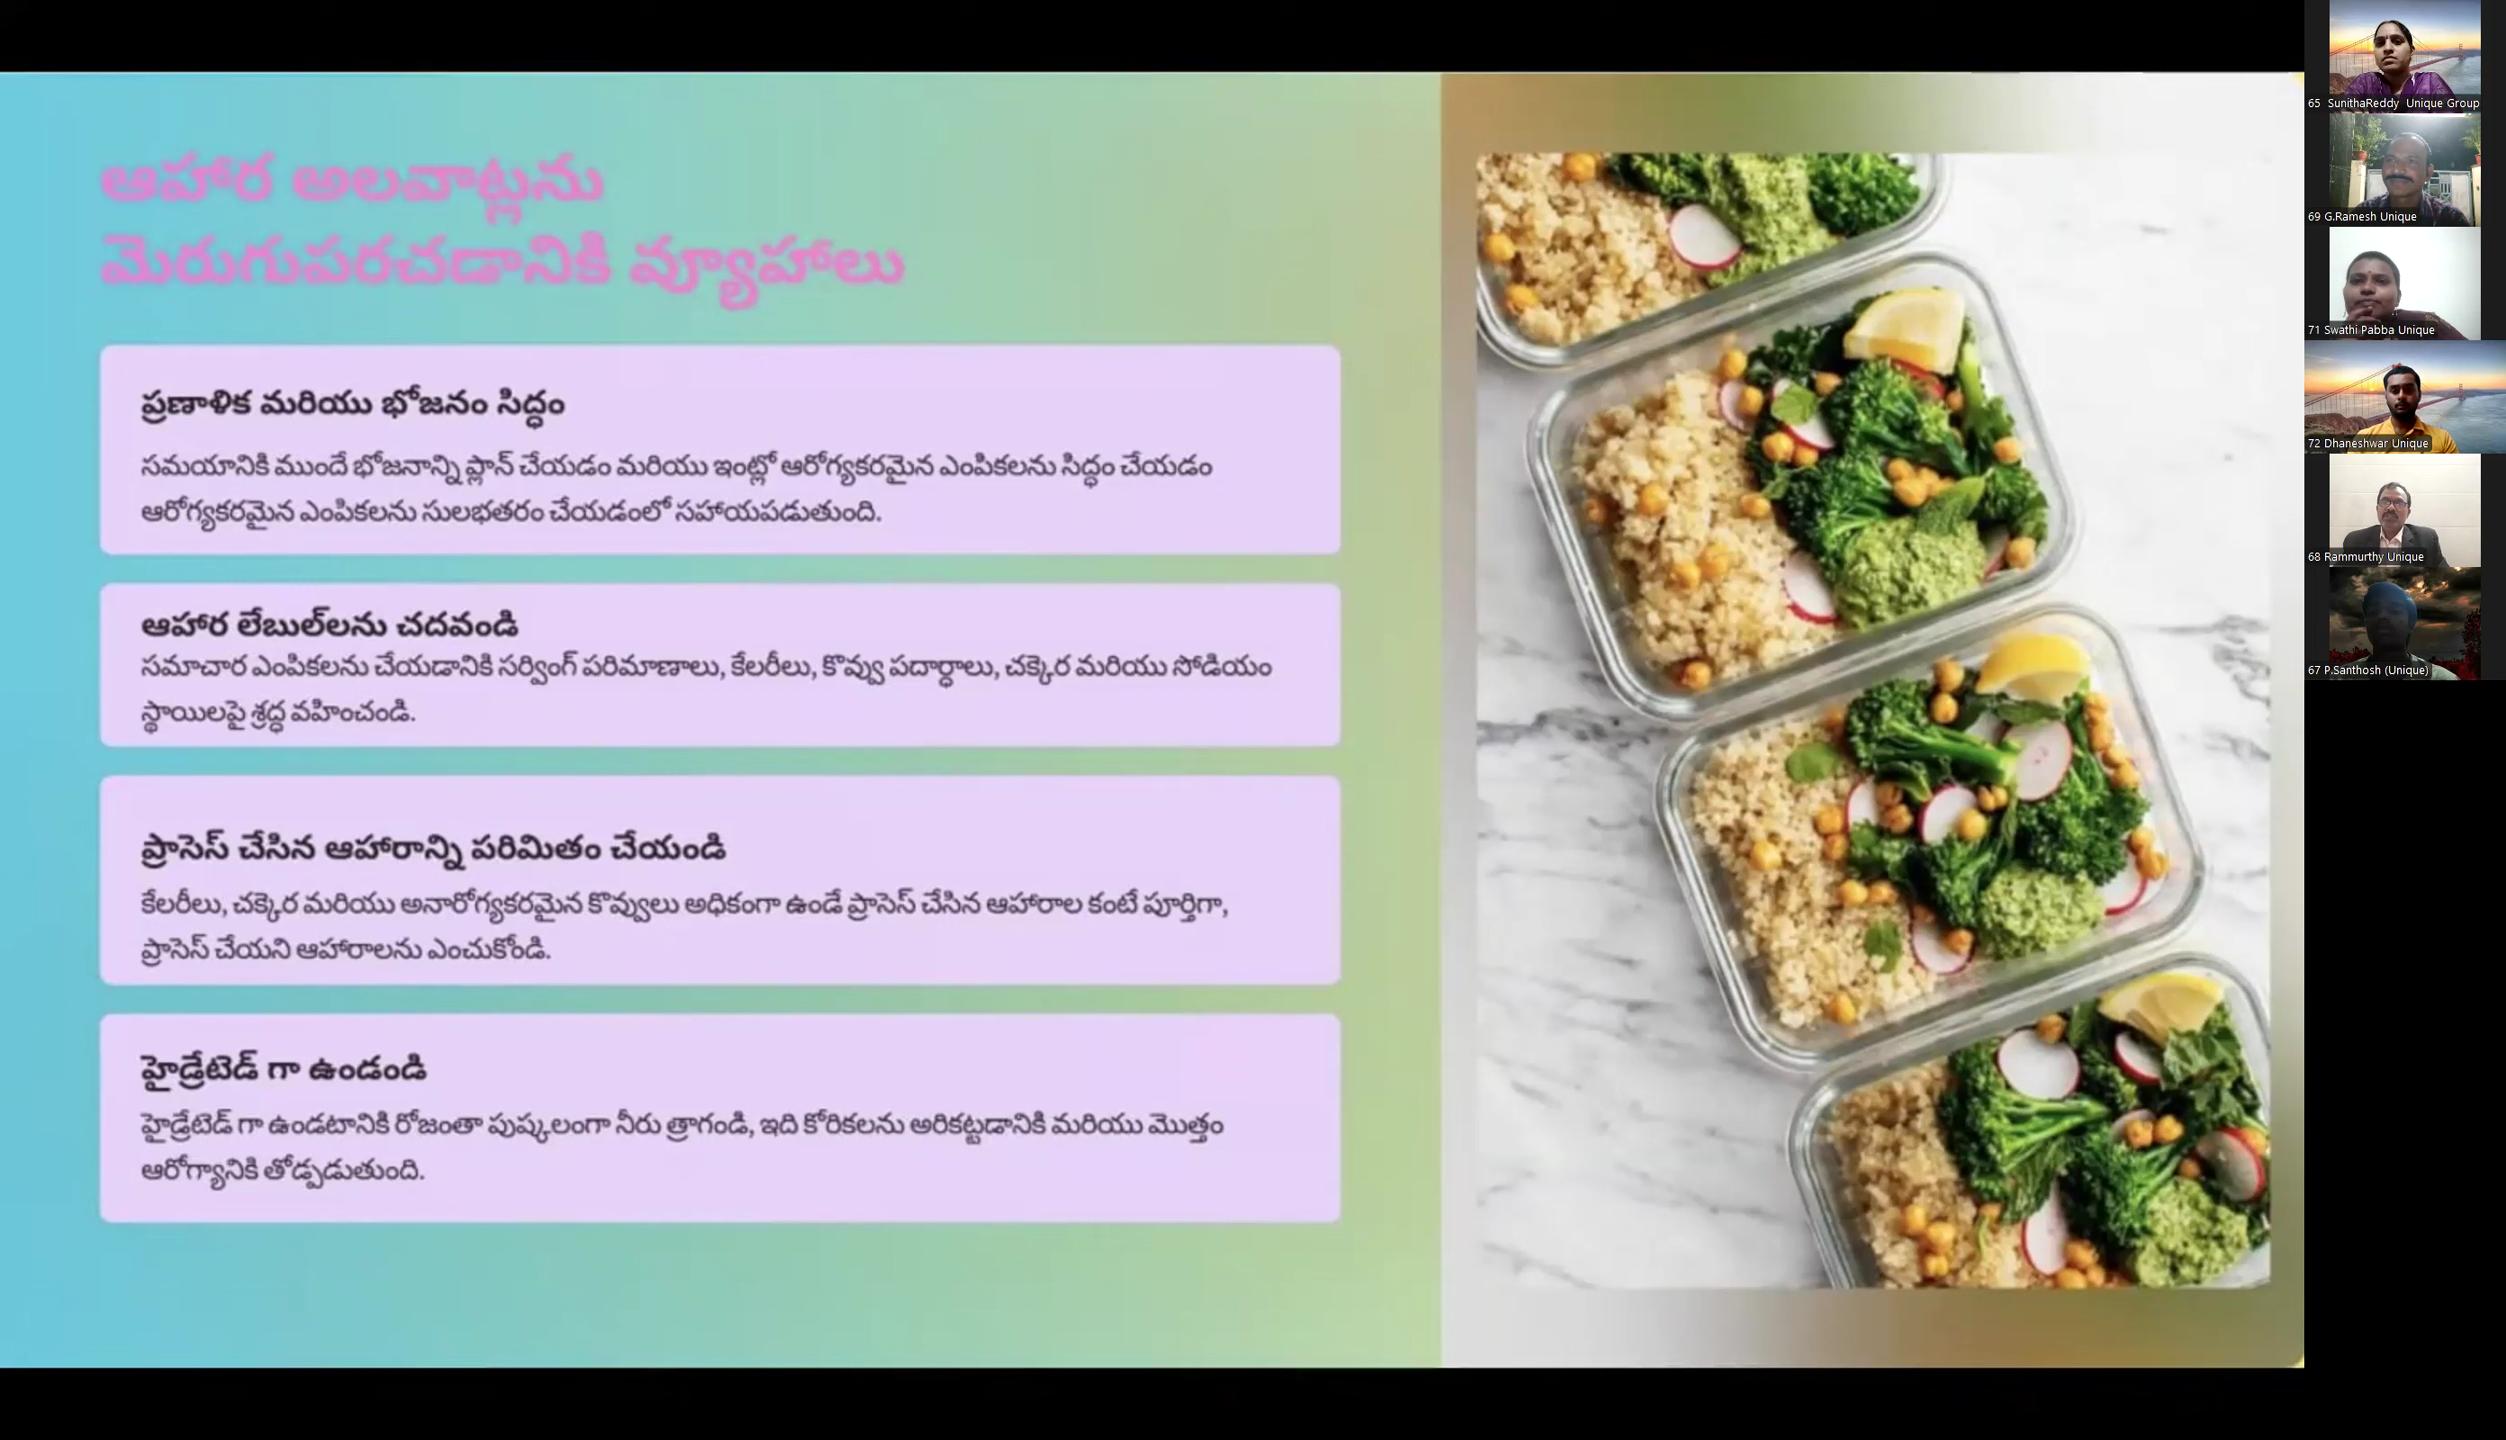 ఆహార అలవాట్లను
మెరుగుపరచడానికి వ్యూహాలు
ప్రణాళిక మరియు భోజనం సిద్ధం
సమయానికి ముందే భోజనాన్ని ప్లాన్ చేయడం మరియు ఇంట్లో ఆరోగ్యకరమైన ఎంపికలను సిద్ధం చేయడం
ఆరోగ్యకరమైన ఎంపికలను సులభతరం చేయడంలో సహాయపడుతుంది.
ఆహార లేబుల్‌లను చదవండి
సమాచార ఎంపికలను చేయడానికి సర్వింగ్ పరిమాణాలు, కేలరీలు, కొవ్వు పదార్ధాలు, చక్కెర మరియు సోడియం
స్థాయిలపై శ్రద్ధ వహించండి.
ప్రాసెస్ చేసిన ఆహారాన్ని పరిమితం చేయండి
కేలరీలు, చక్కెర మరియు అనారోగ్యకరమైన కొవ్వులు అధికంగా ఉండే ప్రాసెస్ చేసిన ఆహారాల కంటే పూర్తిగా,
ప్రాసెస్ చేయని ఆహారాలను ఎంచుకోండి.
హైడ్రేటెడ్ గా ఉండండి
హైడ్రేటెడ్ గా ఉండటానికి రోజంతా పుష్కలంగా నీరు త్రాగండి, ఇది కోరికలను అరికట్టడానికి మరియు మొత్తం
ఆరోగ్యానికి తోడ్పడుతుంది.
65 SunithaReddy Unique Group
69 G.Ramesh Unique
71 Swathi Pabba Unique
72 Dhaneshwar Unique
68 Rammurthy Unique
67 P.Santhosh (Unique)